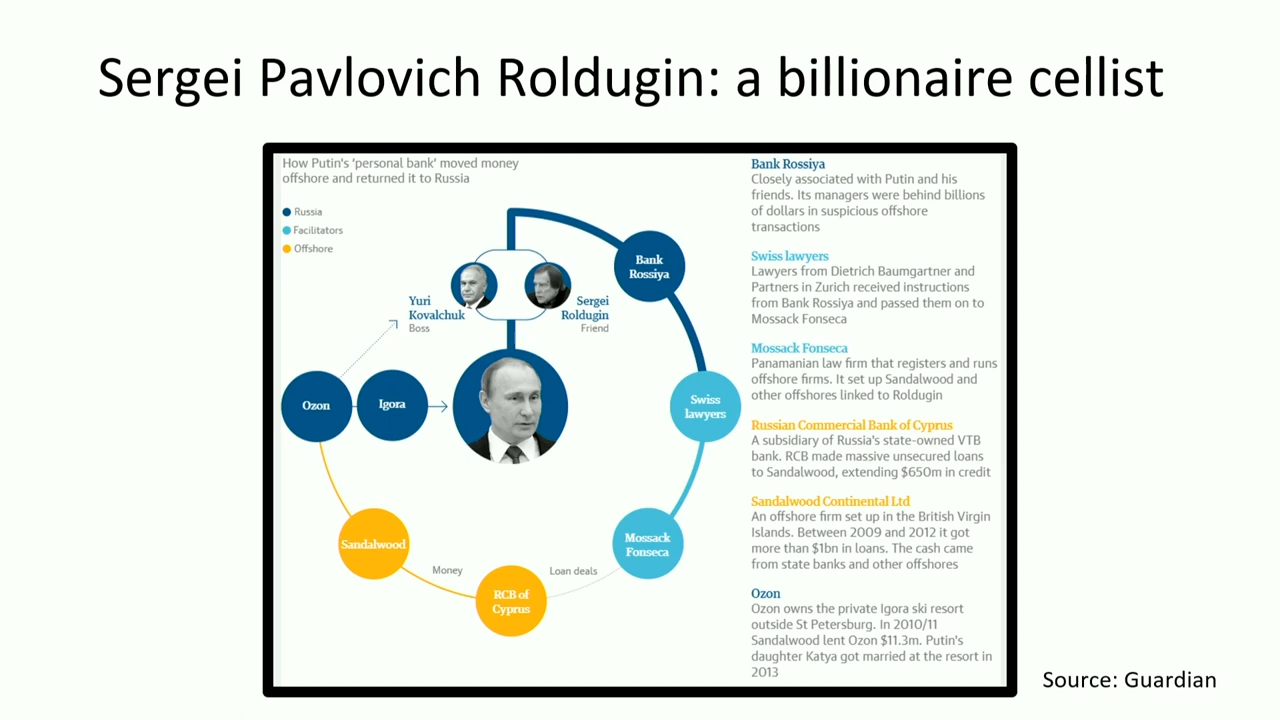 Sergei Pavlovich Roldugin: a billionaire cellist
How Putin's 'personal bank' moved money
offshore and returned it to Russia
Russia
Facilitators
Offshore
Yuri
Kovalchuk
Boss
Sergei
Roldugin
Friend
Bank
Rossiya
Swiss
lawyers
Mossack
Fonseca
Loan deals
RCB of
Cyprus
Money
Sandalwood
Ozon
Igora
Bank Rossiya
Closely associated with Putin and his
friends. Its managers were behind billions
of dollars in suspicious offshore
transactions
Swiss lawyers
Lawyers from Dietrich Baumgartner and
Partners in Zurich received instructions
from Bank Rossiya and passed them on to
Mossack Fonseca
Mossack Fonseca
Panamanian law firm that registers and runs
offshore firms. It set up Sandalwood and
other offshores linked to Roldugin
Russian Commercial Bank of Cyprus
A subsidiary of Russia's state-owned VTB
bank. RCB made massive unsecured loans
to Sandalwood, extending $650m in credit
Sandalwood Continental Ltd
An offshore firm set up in the British Virgin
Islands. Between 2009 and 2012 it got
more than $1bn in loans. The cash came
from state banks and other offshores
Ozon
Ozon owns the private Igora ski resort
outside St Petersburg. In 2010/11
Sandalwood lent Ozon $11.3m. Putin's
daughter Katya got married at the resort in
2013
Source: Guardian